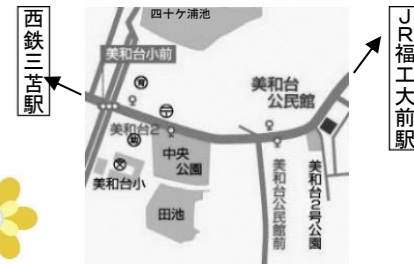 西鉄三苫駅
四十ケ浦池
JR福工大前駅
美和台小前
美和台
公民館
美和台2
中央
公園
美和台小
田池
美和台公民館前
美和台2号公園